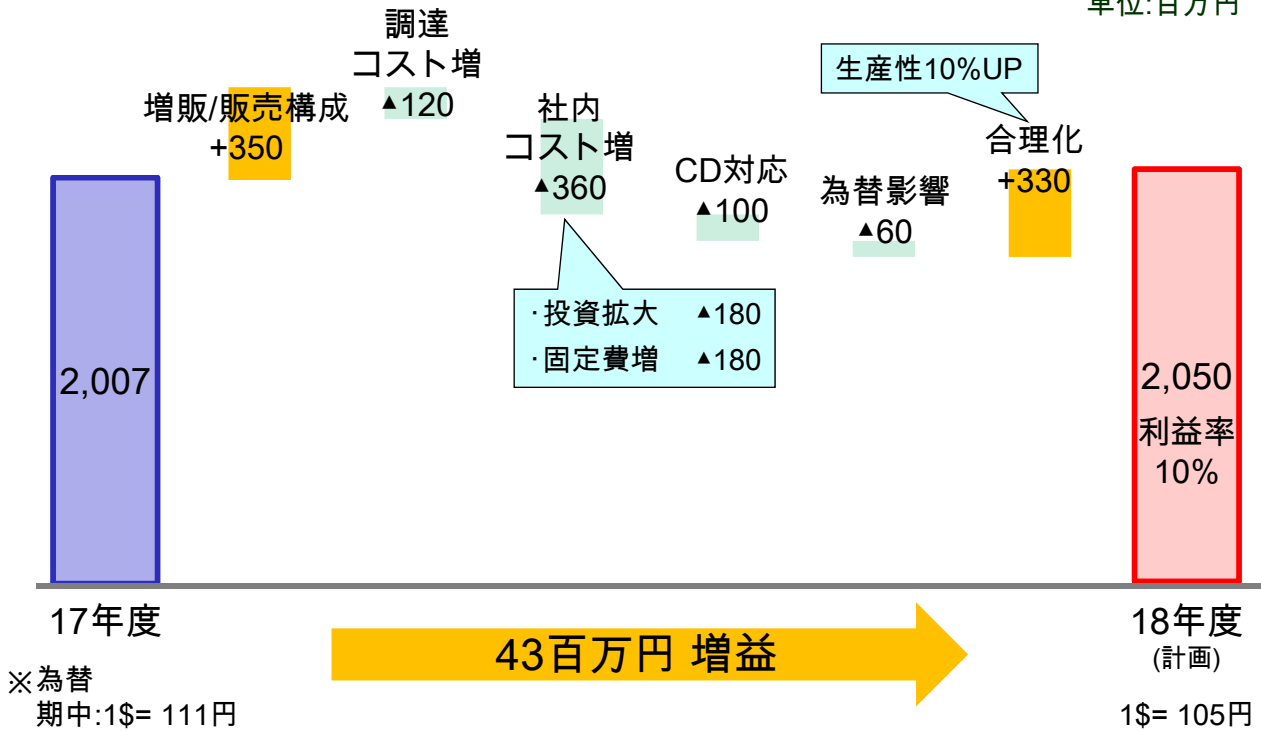 単位:百万円
調達
コスト増
▲120
増販/販売構成
+350
社内
コスト増
▲360
CD対応
▲100
為替影響
▲60
生産性10%UP
合理化
+330
・投資拡大 ▲180
・固定費増 ▲180
2,007
2,050
利益率
10%
17年度
43百万円 増益
18年度
(計画)
※為替
期中:1$= 111円
1$= 105円